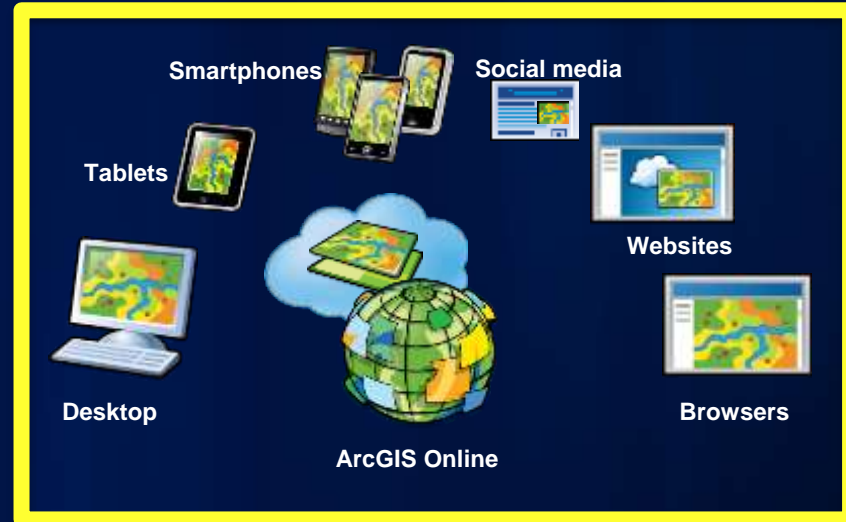 Smartphones
Social media
Tablets
Websites
Desktop
Browsers
ArcGIS Online